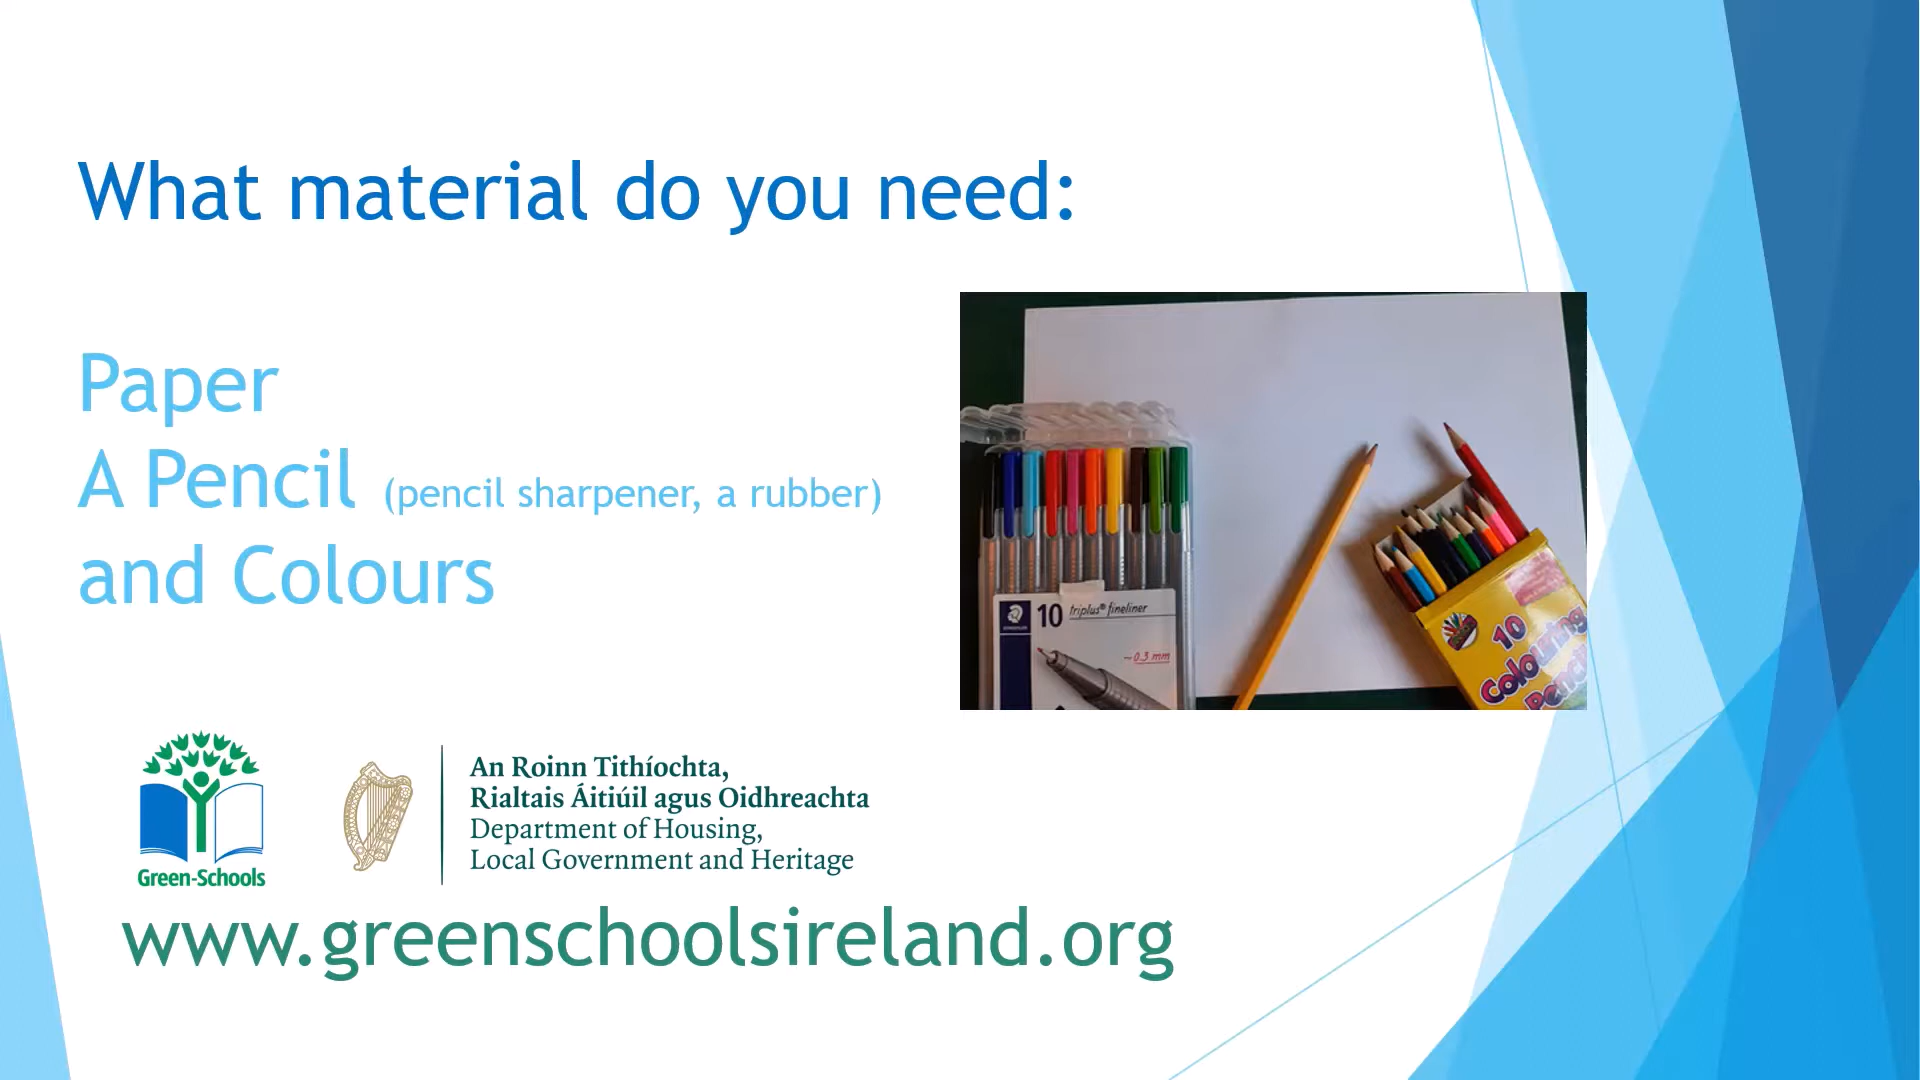 What material do you need:
Paper
A Pencil (pencil sharpener, a rubber)
and Colours
10 triplus® fineliner
~0.3 mm
10
Colouring
Pencils
Green-Schools
An Roinn Tithíochta,
Rialtais Áitiúil agus Oidhreachta
Department of Housing,
Local Government and Heritage
www.greenschoolsireland.org